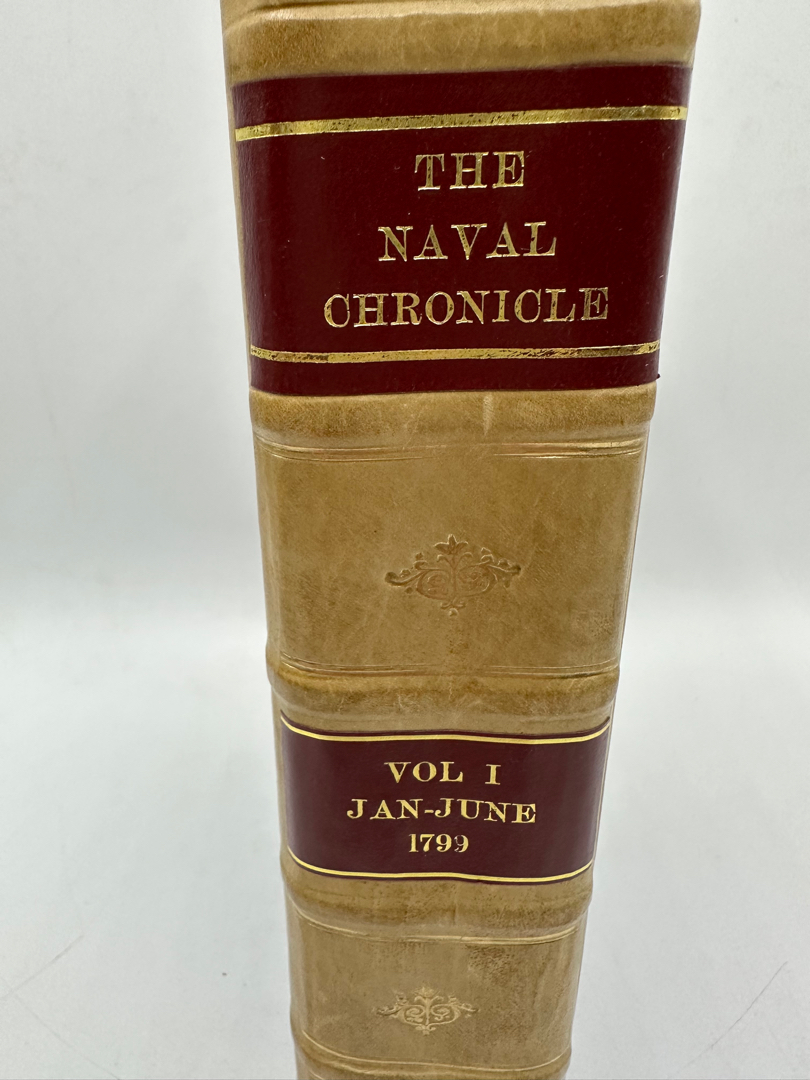 THE
NAVAL
CHRONICLE
VOL I
JAN-JUNE
1799